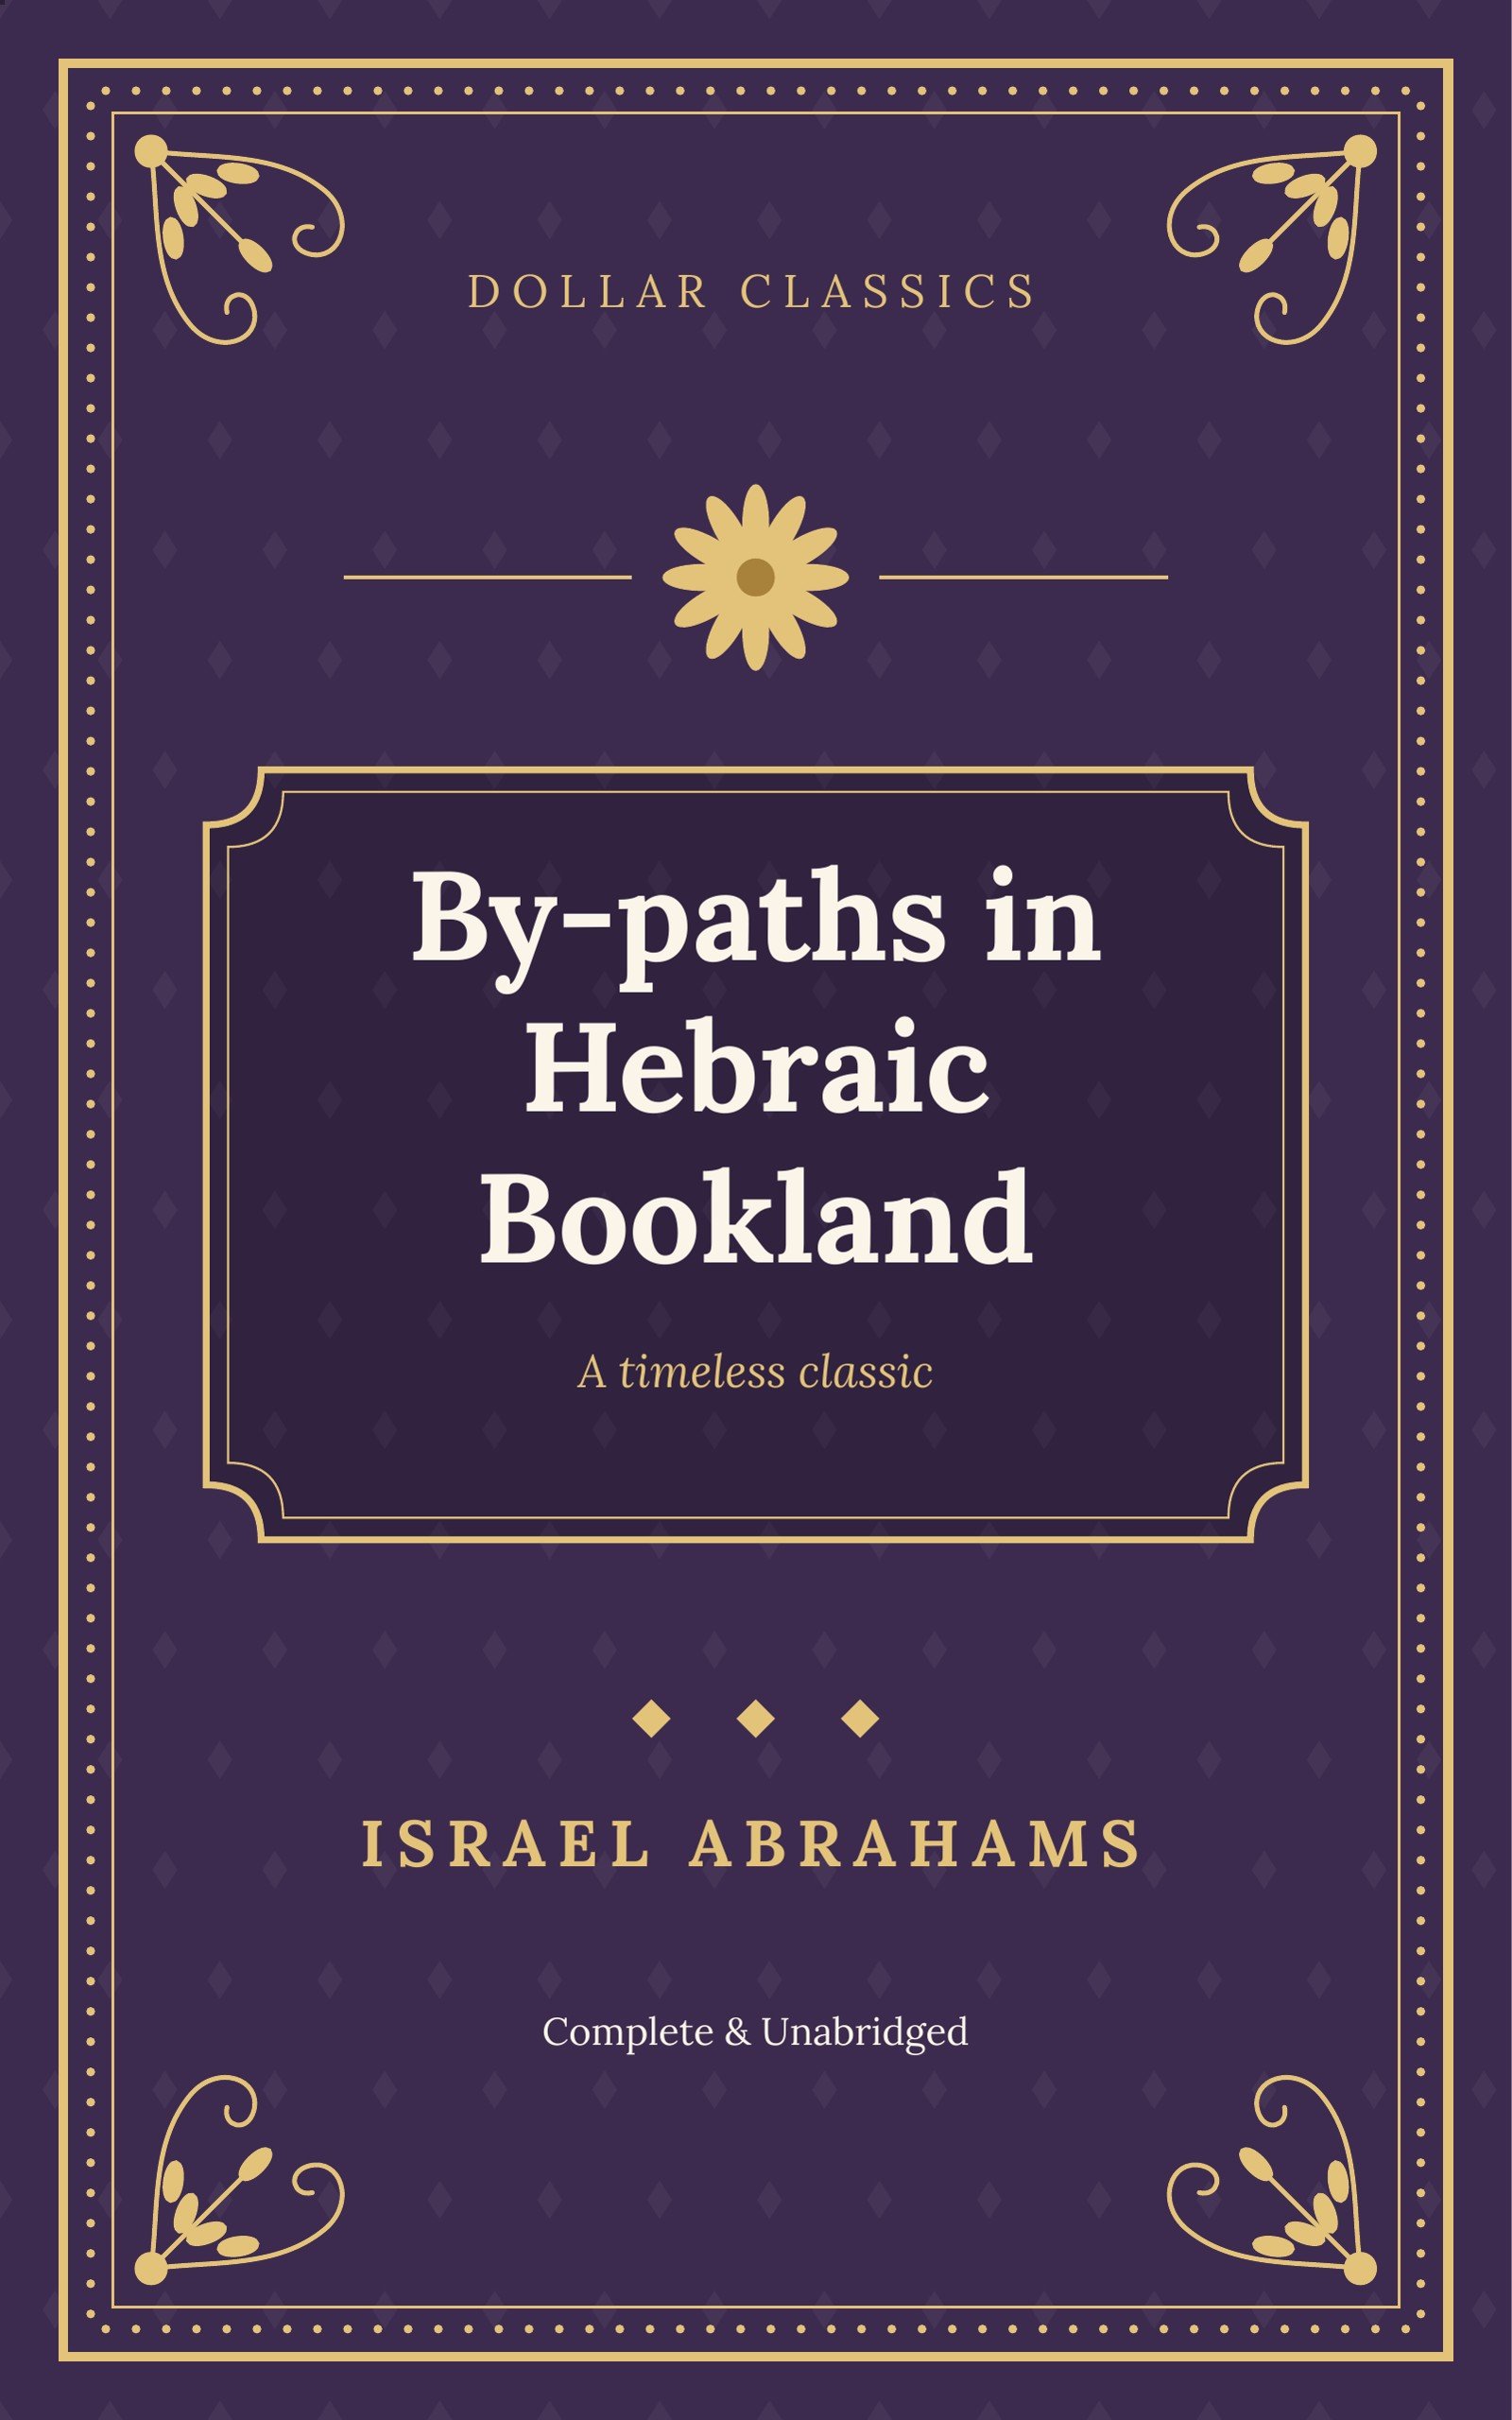 DOLLAR CLASSICS
By-paths in
Hebraic
Bookland
A timeless classic
ISRAEL ABRAHAMS
Complete & Unabridged